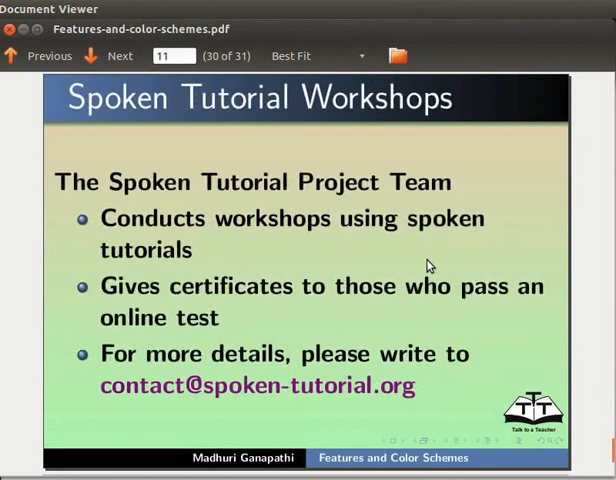 Document Viewer
Features-and-color-schemes.pdf
Previous Next 11 (30 of 31) Best Fit
Spoken Tutorial Workshops
The Spoken Tutorial Project Team
Conducts workshops using spoken
tutorials
Gives certificates to those who pass an
online test
For more details, please write to
contact@spoken-tutorial.org
T
T T
Talk to a Teacher
Madhuri Ganapathi Features and Color Schemes